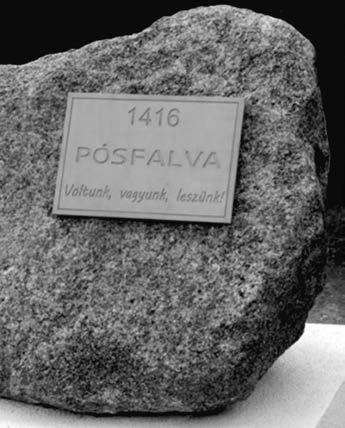 1416
PÓSFALVA
Voltunk, vagyunk, leszünk!